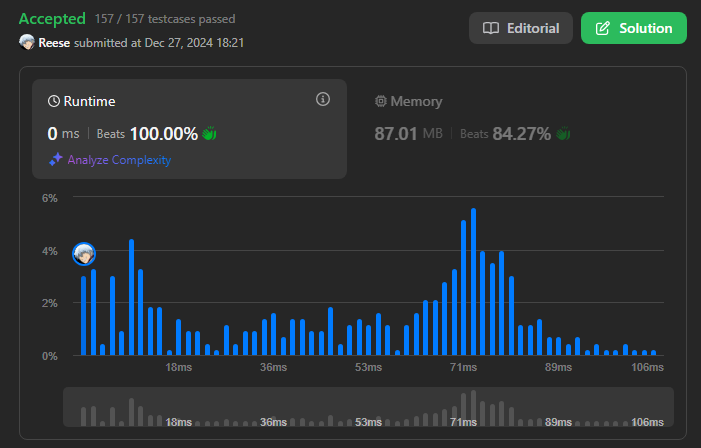 Accepted 157 / 157 testcases passed
Editorial
Solution
Reese submitted at Dec 27, 2024 18:21
Runtime
0 ms | Beats 100.00%
Analyze Complexity
Memory
87.01 MB | Beats 84.27%
6%
4%
2%
0%
18ms 36ms 53ms 71ms 89ms 106ms
18ms 36ms 53ms 71ms 89ms 106ms